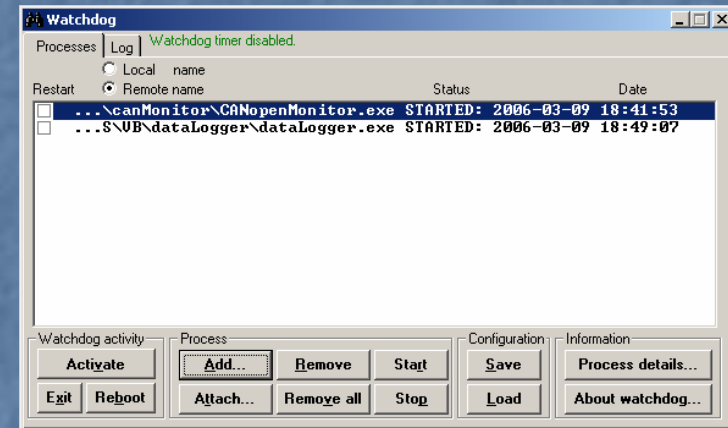 Watchdog
Processes Log Watchdog timer disabled.
Local name
Restart Remote name Status Date
...\canMonitor\CANopenMonitor.exe STARTED: 2006-03-09 18:41:53
...S\VB\dataLogger\dataLogger.exe STARTED: 2006-03-09 18:49:07
Watchdog activity Process Configuration Information
Activate Add... Remove Start Save Process details...
Exit Reboot Attach... Remove all Stop Load About watchdog...